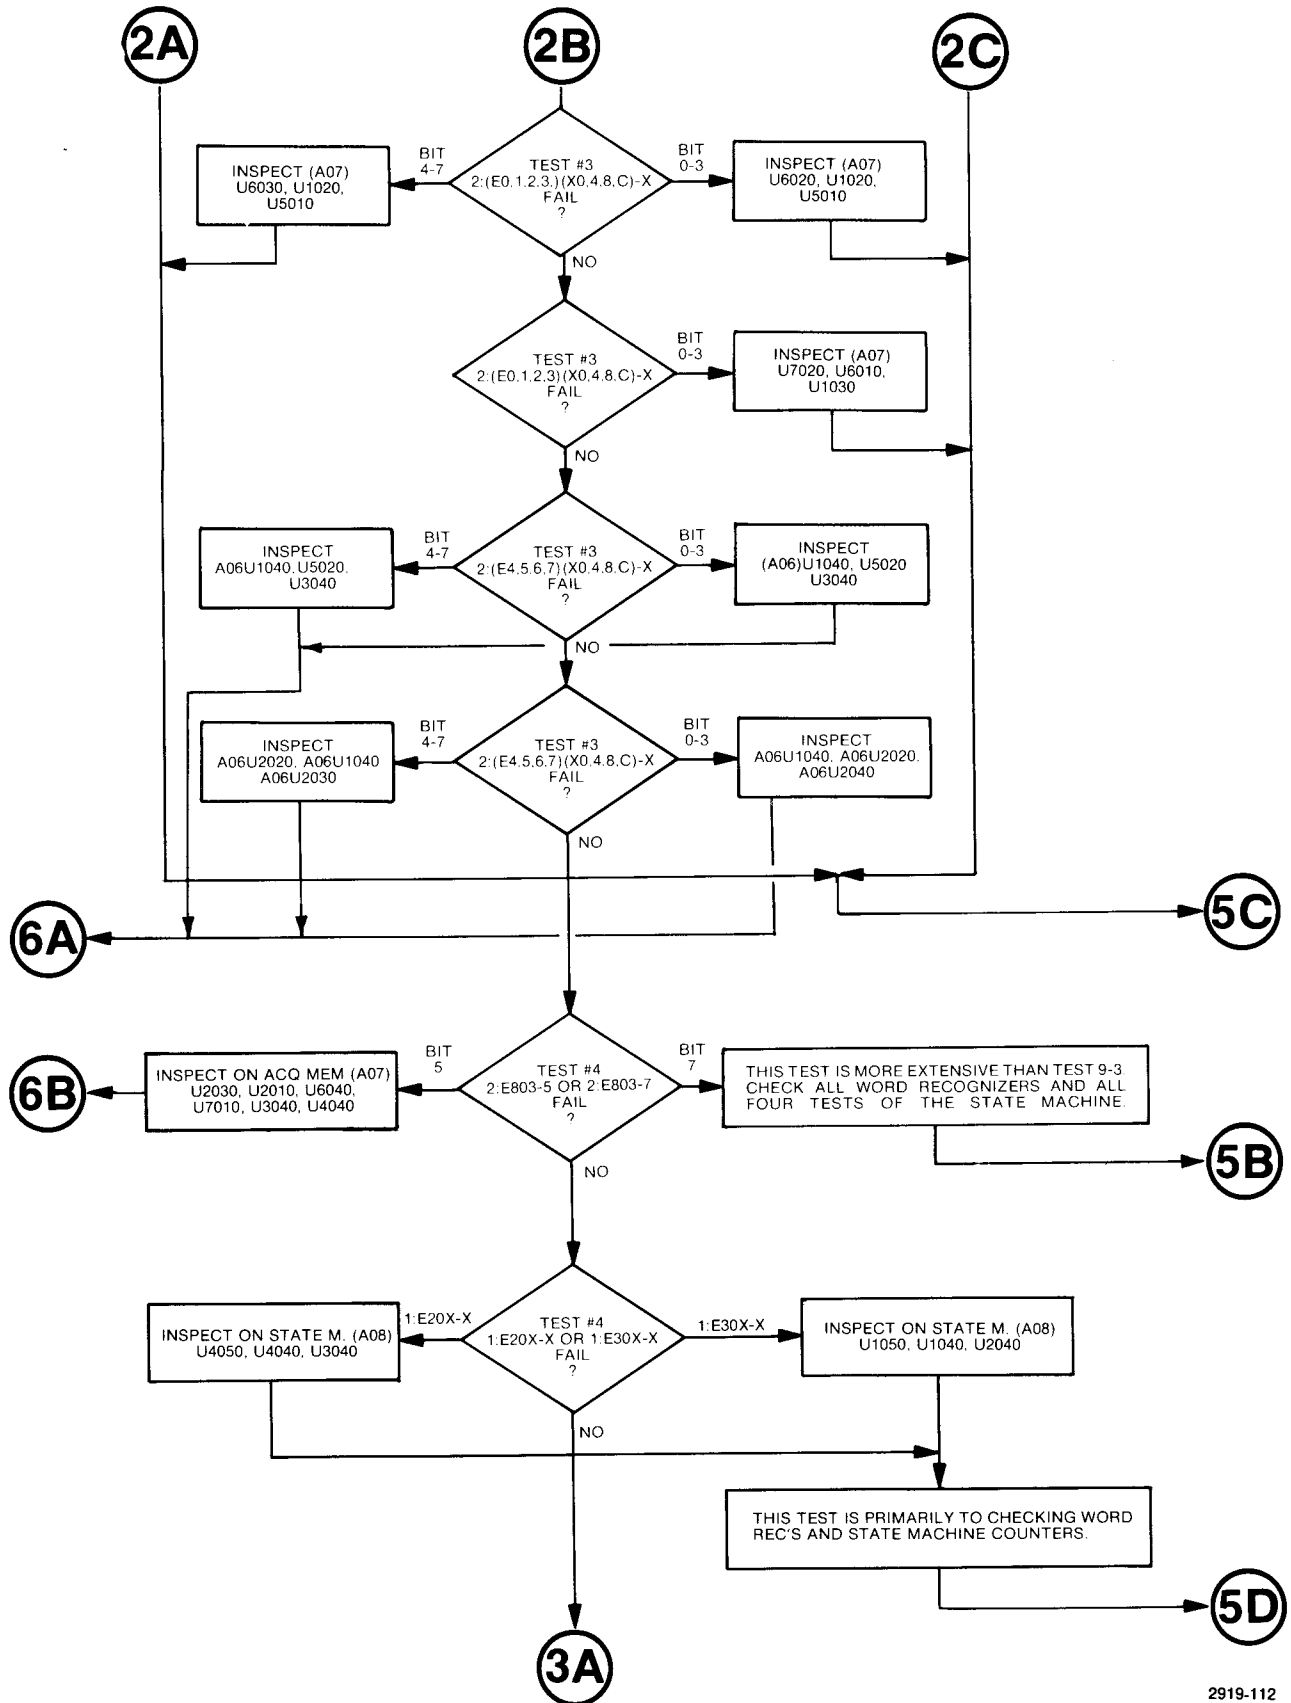 2A
2B
2C
INSPECT (A07)
U6030, U1020,
U5010
BIT
4-7
TEST #3
2:(E0,1,2,3,)(X0,4,8,C)-X
FAIL
?
BIT
0-3
INSPECT (A07)
U6020, U1020,
U5010
NO
TEST #3
2:(E0,1,2,3)(X0,4,8,C)-X
FAIL
?
BIT
0-3
INSPECT (A07)
U7020, U6010,
U1030
NO
INSPECT
A06U1040, U5020,
U3040
BIT
4-7
TEST #3
2:(E4,5,6,7)(X0,4,8,C)-X
FAIL
?
BIT
0-3
INSPECT
(A06)U1040, U5020
U3040
NO
INSPECT
A06U2020, A06U1040
A06U2030
BIT
4-7
TEST #3
2:(E4,5,6,7)(X0,4,8,C)-X
FAIL
?
BIT
0-3
INSPECT
A06U1040, A06U2020,
A06U2040
NO
5C
6A
6B
INSPECT ON ACQ MEM (A07)
U2030, U2010, U6040,
U7010, U3040, U4040
BIT
5
TEST #4
2:E803-5 OR 2:E803-7
FAIL
?
BIT
7
THIS TEST IS MORE EXTENSIVE THAN TEST 9-3.
CHECK ALL WORD RECOGNIZERS AND ALL
FOUR TESTS OF THE STATE MACHINE.
5B
NO
INSPECT ON STATE M. (A08)
U4050, U4040, U3040
1:E20X-X
TEST #4
1:E20X-X OR 1:E30X-X
FAIL
?
1:E30X-X
INSPECT ON STATE M. (A08)
U1050, U1040, U2040
NO
THIS TEST IS PRIMARILY TO CHECKING WORD
REC'S AND STATE MACHINE COUNTERS.
5D
3A
2919-112